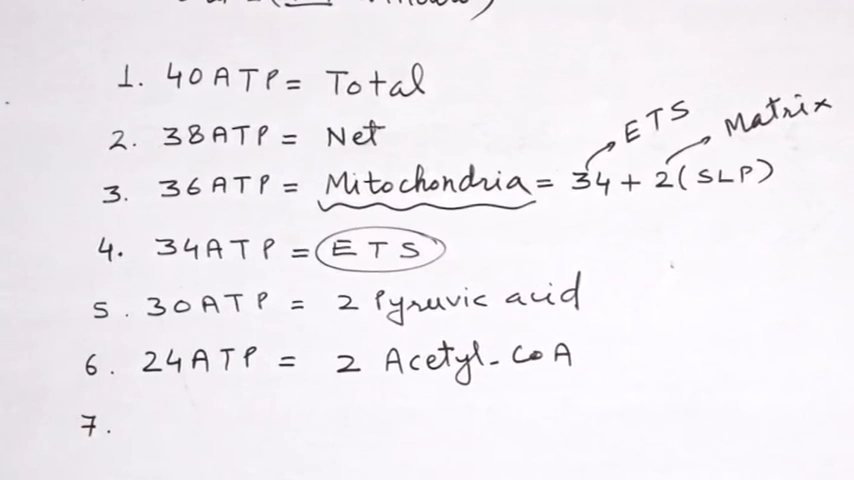 1. 40ATP = Total
2. 38ATP = Net
ETS Matrix
3. 36ATP = Mitochondria = 34 + 2 (SLP)
4. 34ATP = ETS
5. 30ATP = 2 Pyruvic acid
6. 24ATP = 2 Acetyl-CoA
7.